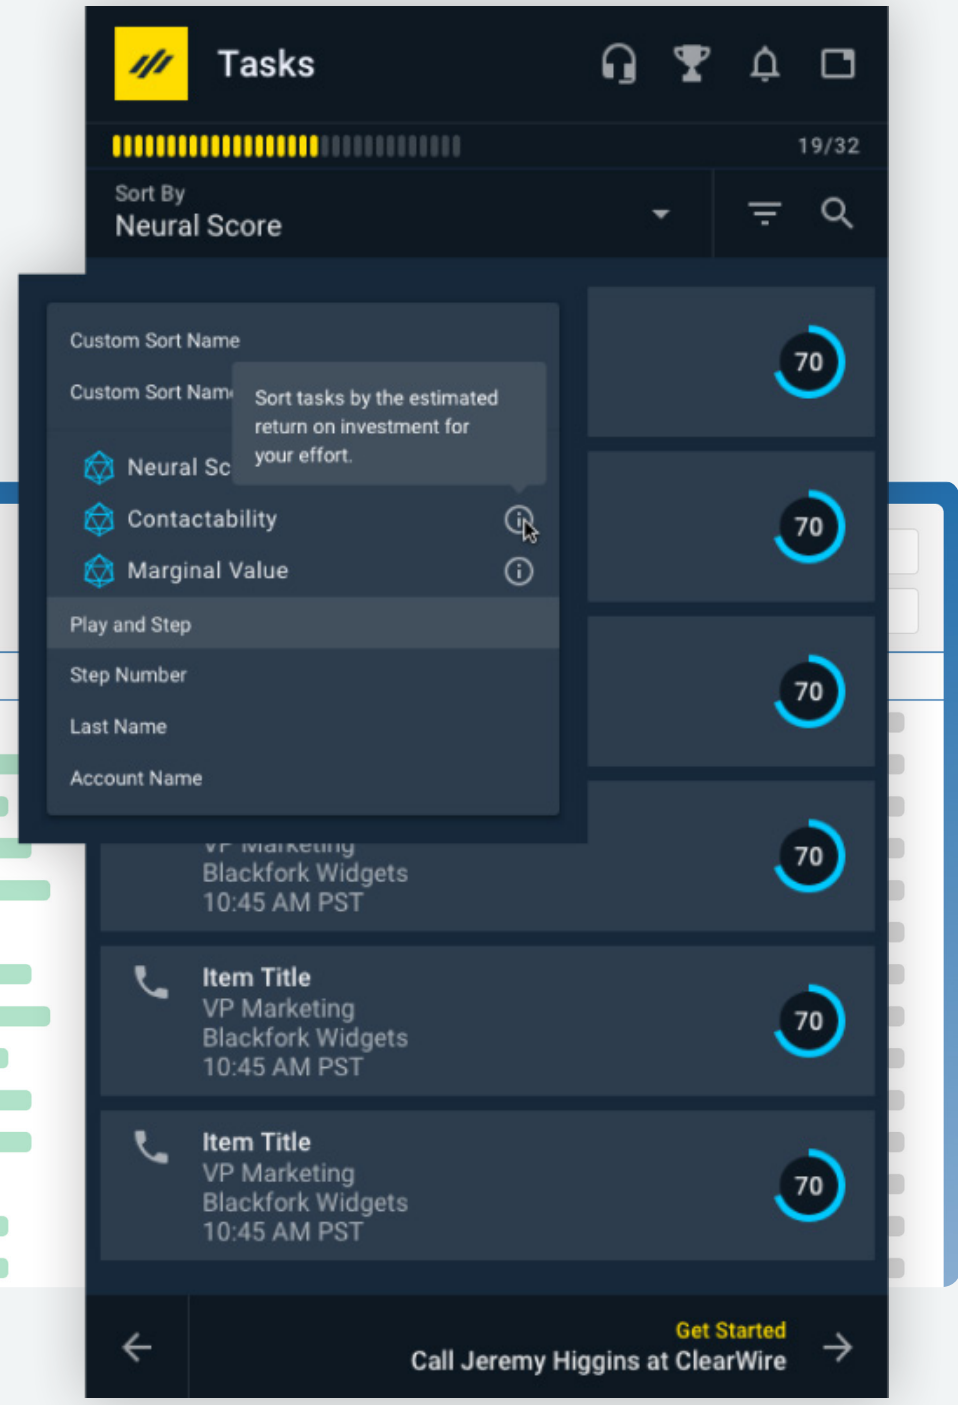 Tasks
19/32
Sort By
Neural Score
Custom Sort Name
Custom Sort Name
Sort tasks by the estimated
return on investment for
your effort.
Neural Sc
Contactability
Marginal Value
Play and Step
Step Number
Last Name
Account Name
70
70
70
VP Marketing
Blackfork Widgets
10:45 AM PST
70
Item Title
VP Marketing
Blackfork Widgets
10:45 AM PST
70
Item Title
VP Marketing
Blackfork Widgets
10:45 AM PST
70
Get Started
Call Jeremy Higgins at ClearWire